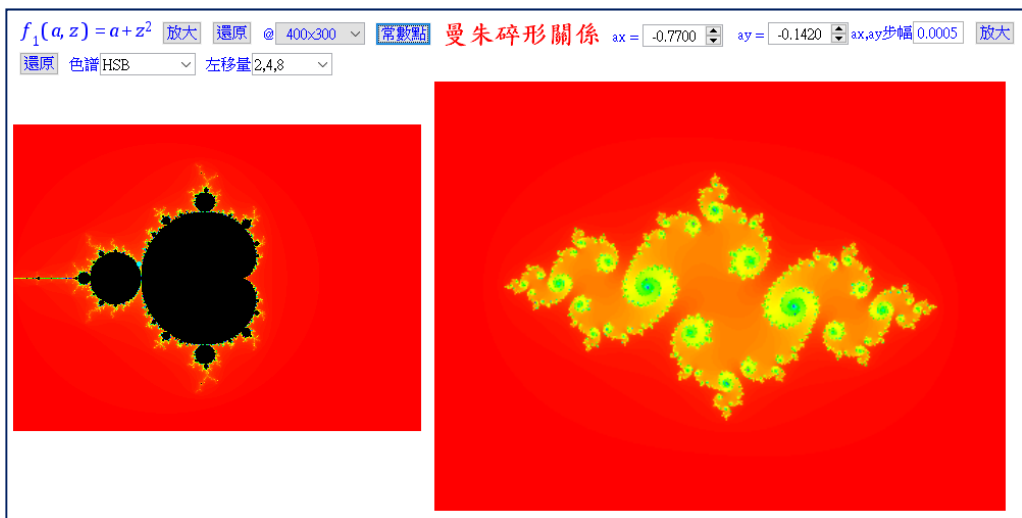 f₁(a, z) = a+z² 放大 還原 @ 400×300 常數點 曼朱碎形關係 ax = -0.7700 ay = -0.1420 ax,ay步幅 0.0005 放大
還原 色譜 HSB 左移量 2,4,8